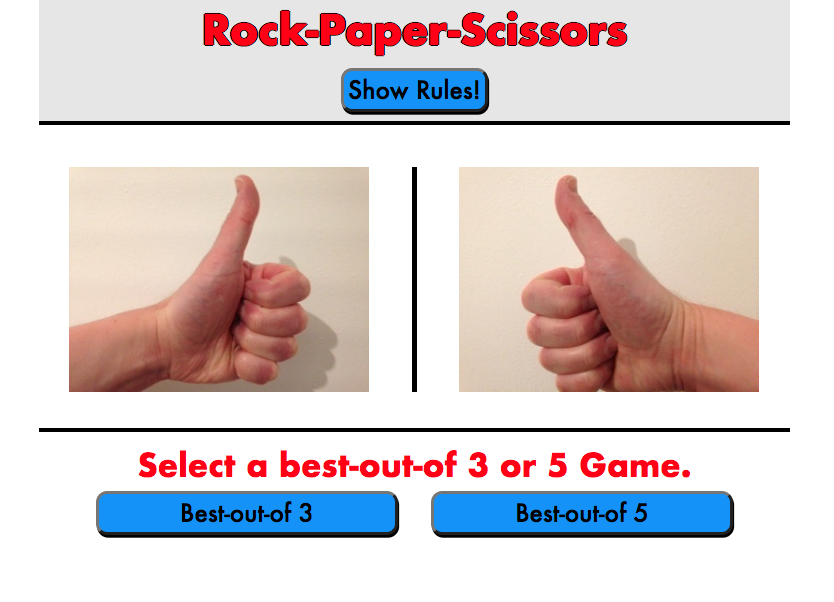 Rock-Paper-Scissors
Show Rules!
Select a best-out-of 3 or 5 Game.
Best-out-of 3
Best-out-of 5